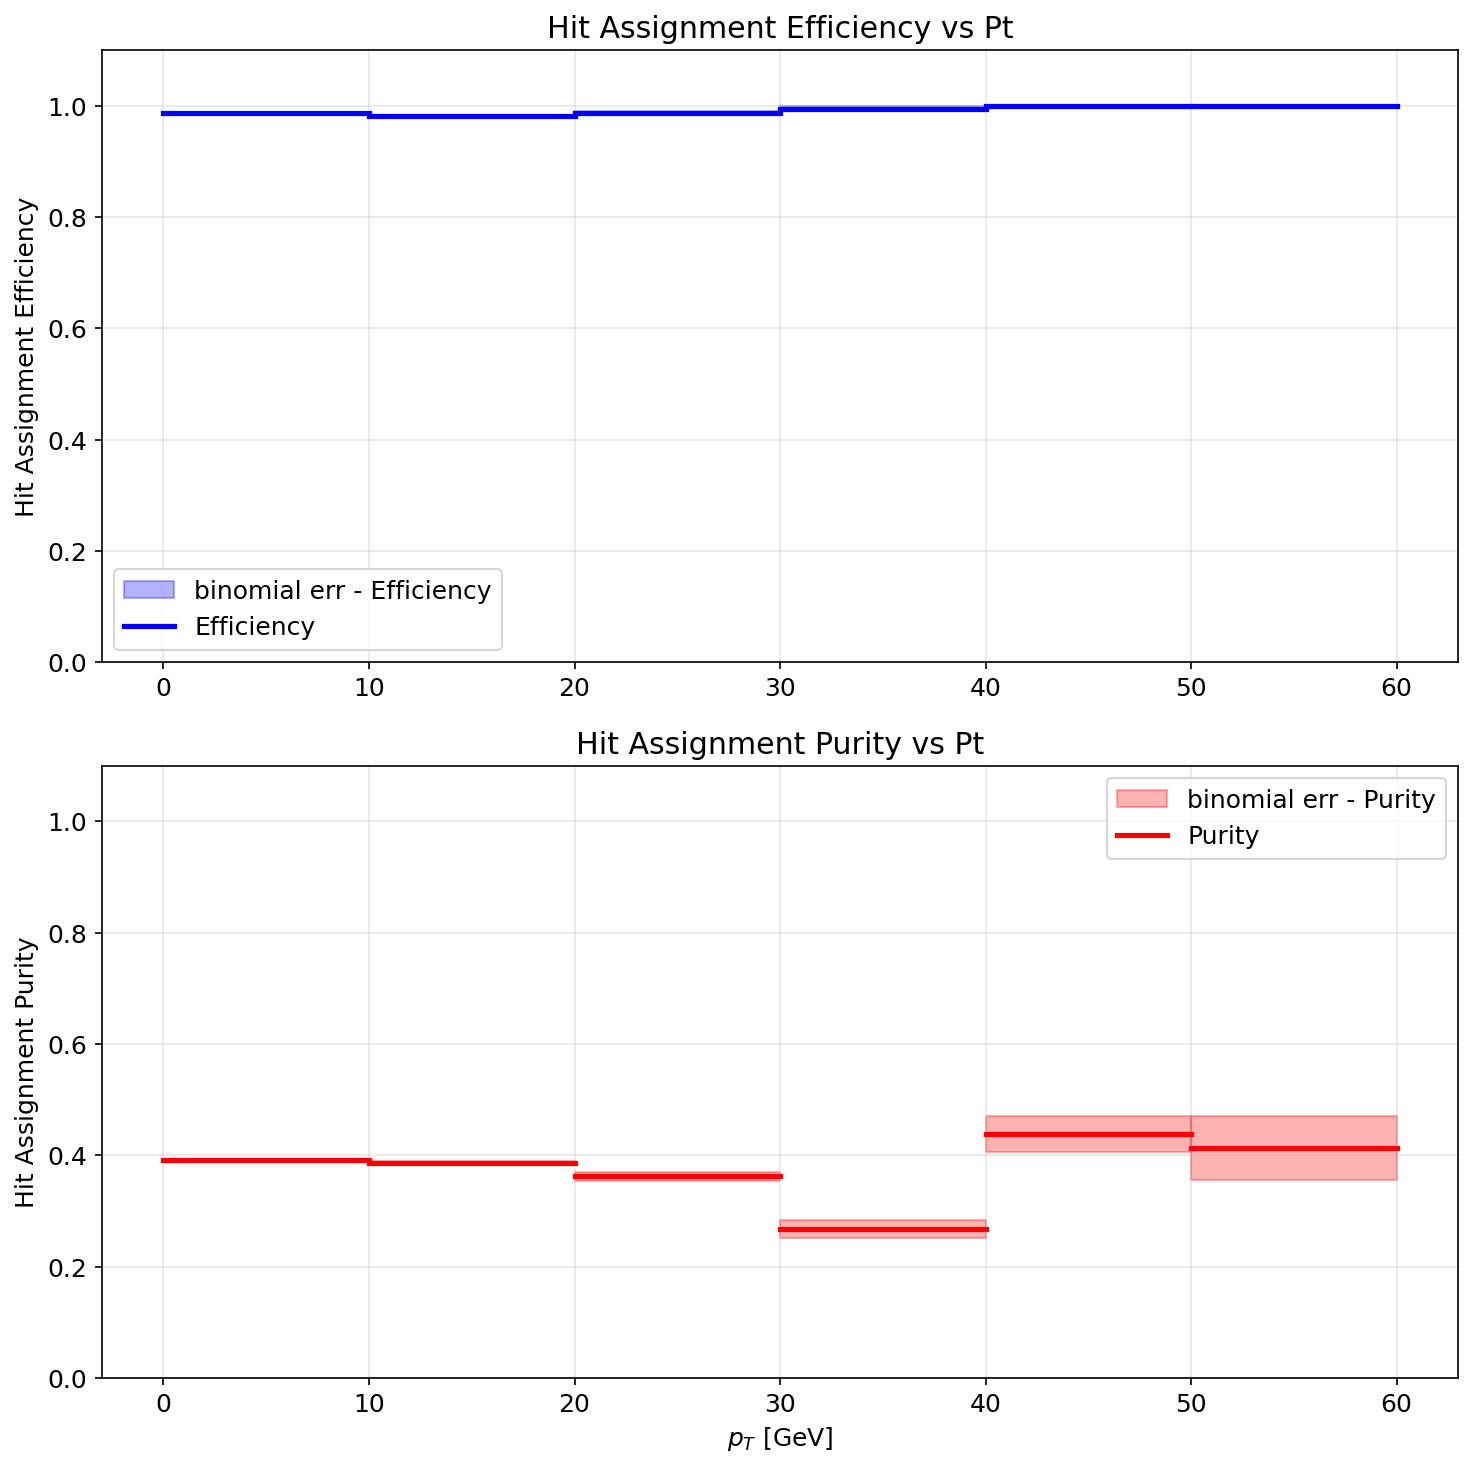 Hit Assignment Efficiency vs Pt
Hit Assignment Efficiency
1.0
0.8
0.6
0.4
0.2
0.0
binomial err - Efficiency
Efficiency
0 10 20 30 40 50 60
Hit Assignment Purity vs Pt
Hit Assignment Purity
1.0
0.8
0.6
0.4
0.2
0.0
binomial err - Purity
Purity
0 10 20 30 40 50 60
p_T [GeV]